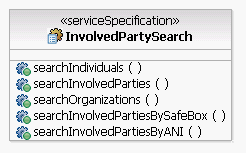 «serviceSpecification»
InvolvedPartySearch
searchIndividuals ( )
searchInvolvedParties ( )
searchOrganizations ( )
searchInvolvedPartiesBySafeBox ( )
searchInvolvedPartiesByANI ( )